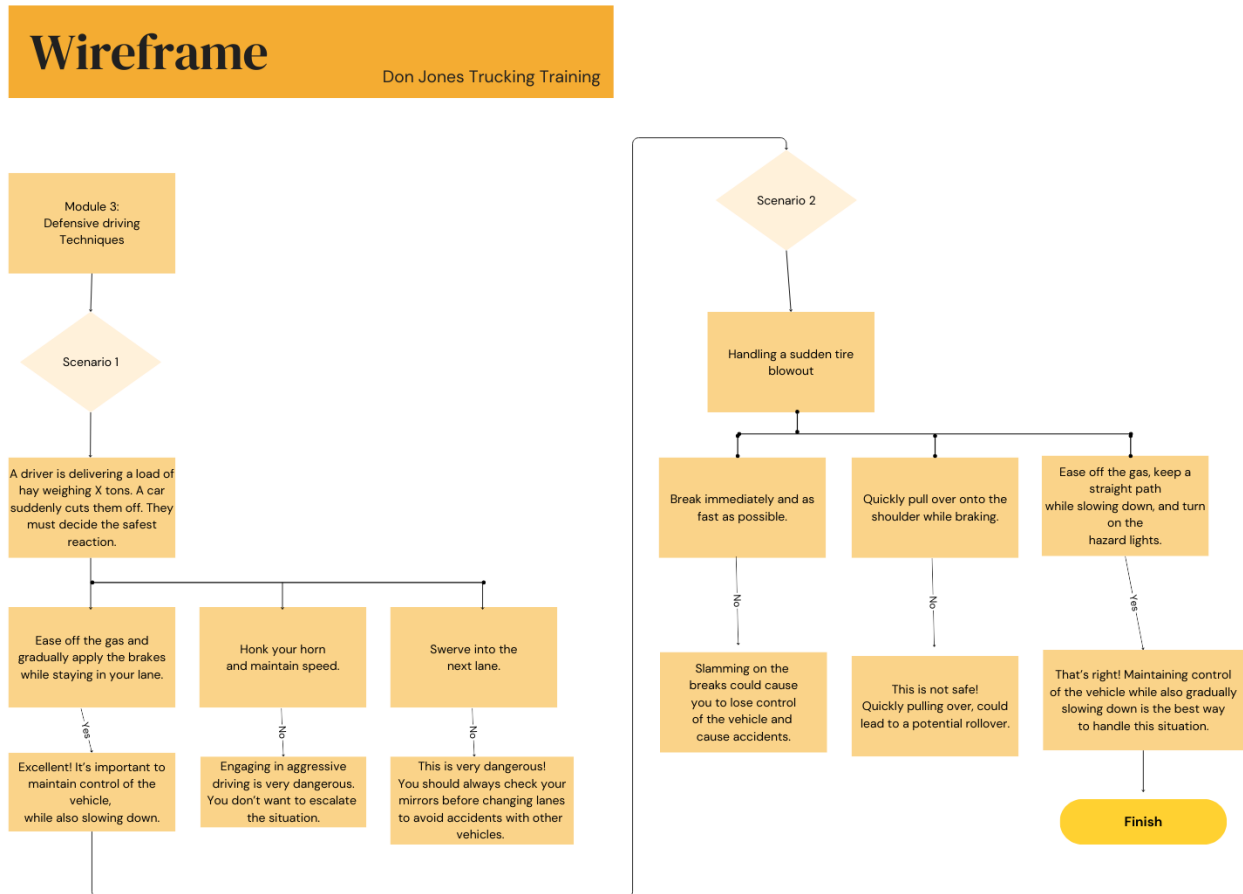 Wireframe
Don Jones Trucking Training
Module 3:
Defensive driving
Techniques
Scenario 1
A driver is delivering a load of
hay weighing X tons. A car
suddenly cuts them off. They
must decide the safest
reaction.
Ease off the gas and
gradually apply the brakes
while staying in your lane.
Honk your horn
and maintain speed.
Swerve into the
next lane.
Yes
No
No
Excellent! It's important to
maintain control of the
vehicle,
while also slowing down.
Engaging in aggressive
driving is very dangerous.
You don't want to escalate
the situation.
This is very dangerous!
You should always check your
mirrors before changing lanes
to avoid accidents with other
vehicles.
Scenario 2
Handling a sudden tire
blowout
Break immediately and as
fast as possible.
Quickly pull over onto the
shoulder while braking.
Ease off the gas, keep a
straight path
while slowing down, and turn
on the
hazard lights.
No
No
Yes
Slamming on the
breaks could cause
you to lose control
of the vehicle and
cause accidents.
This is not safe!
Quickly pulling over, could
lead to a potential rollover.
That's right! Maintaining control
of the vehicle while also gradually
slowing down is the best way
to handle this situation.
Finish